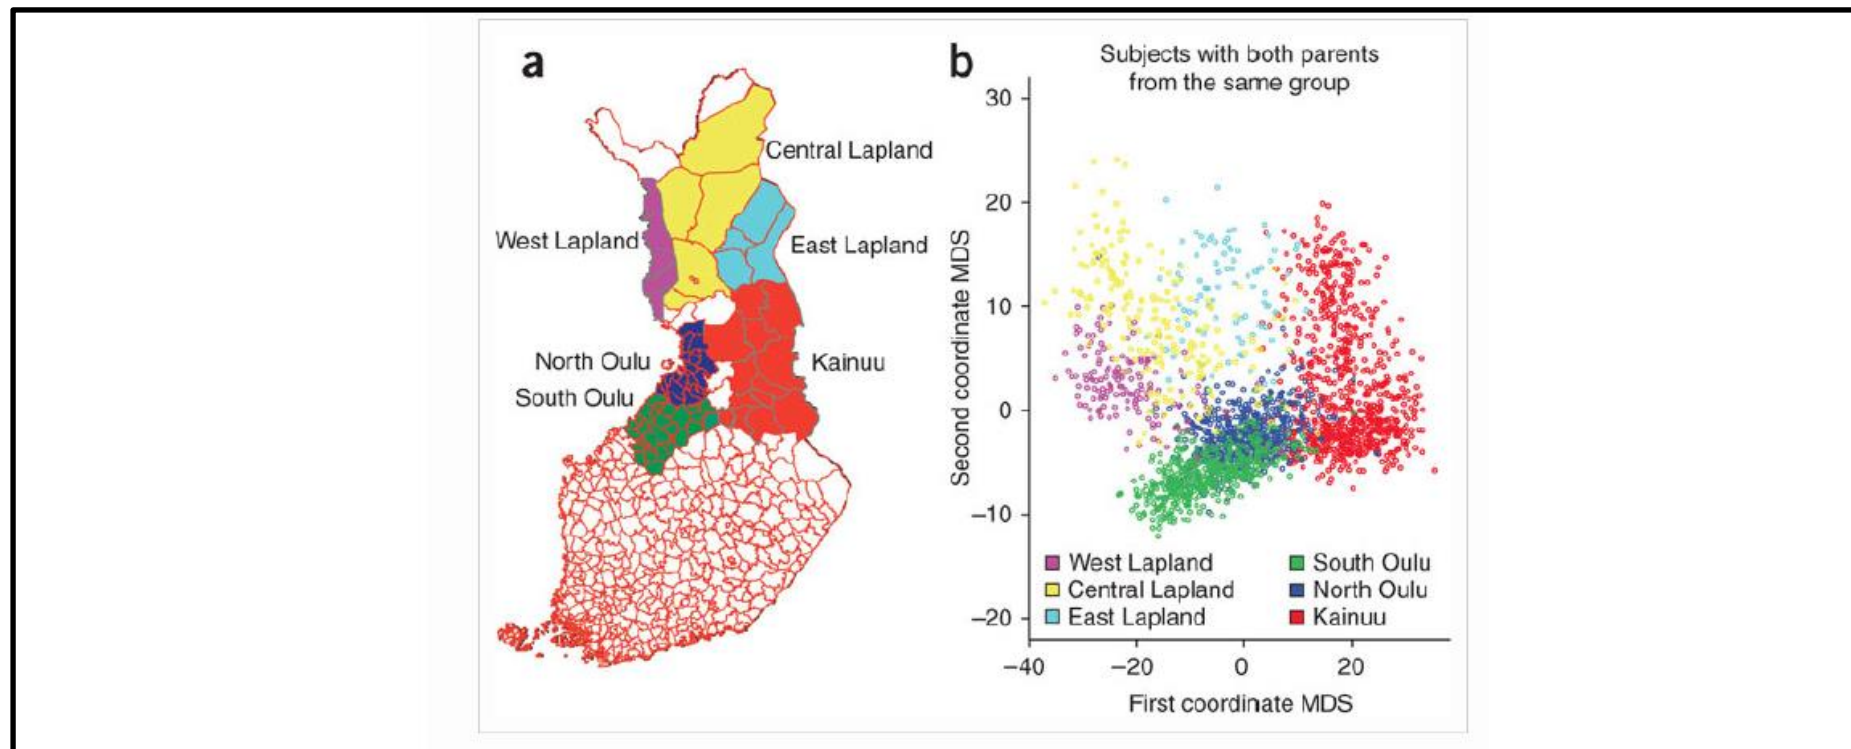 a
Central Lapland
West Lapland
East Lapland
North Oulu
Kainuu
South Oulu
b
Subjects with both parents
from the same group
Second coordinate MDS
30
20
10
0
−10
−20
West Lapland
Central Lapland
East Lapland
South Oulu
North Oulu
Kainuu
−40
−20
0
20
First coordinate MDS